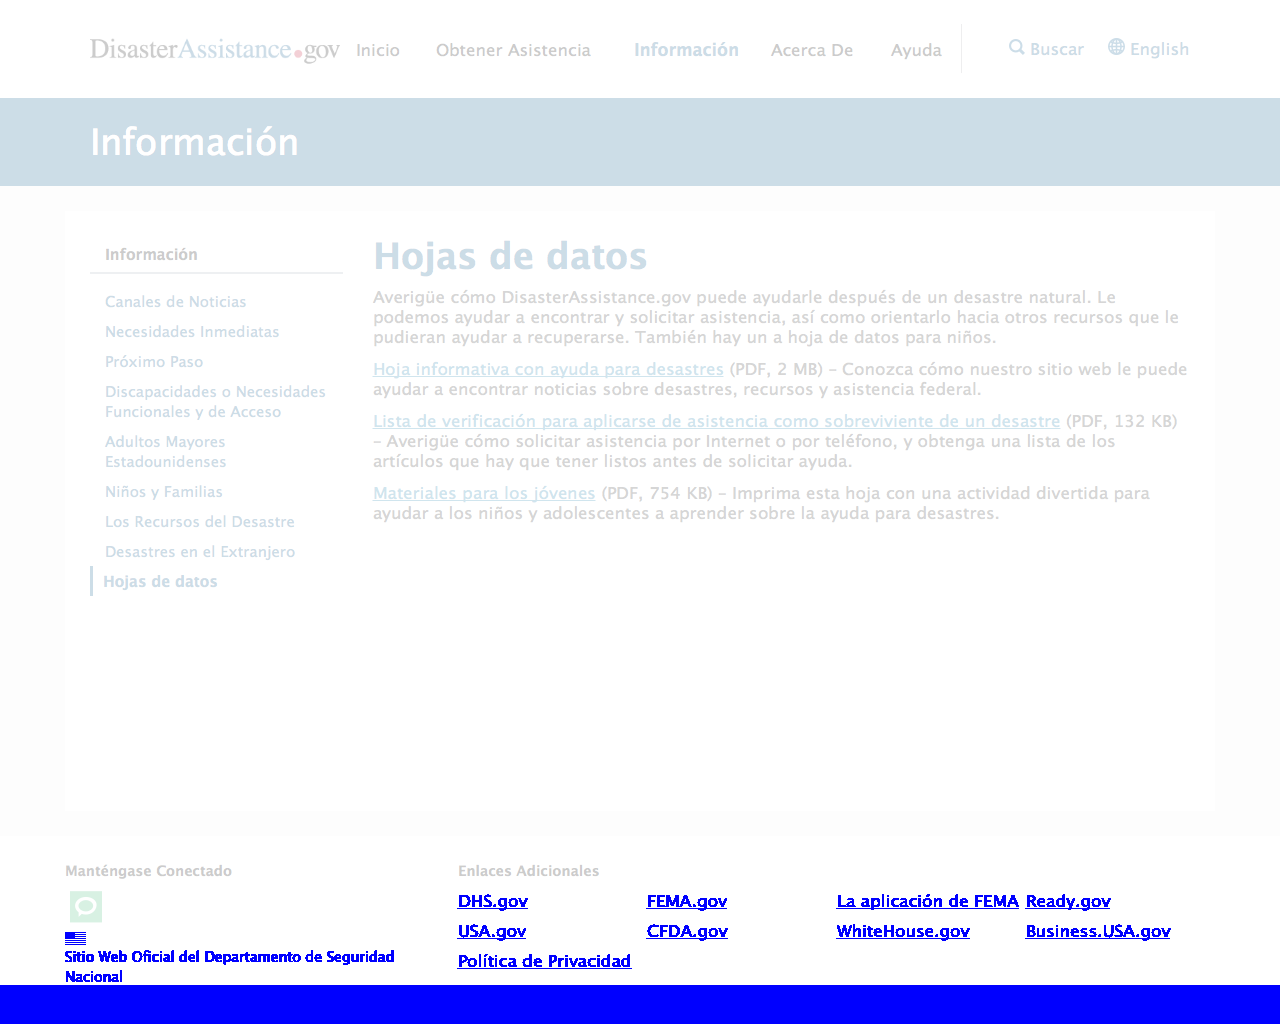 DisasterAssistance.gov Inicio Obtener Asistencia Información Acerca De Ayuda Buscar English
Información
Información
Canales de Noticias
Necesidades Inmediatas
Próximo Paso
Discapacidades o Necesidades
Funcionales y de Acceso
Adultos Mayores
Estadounidenses
Niños y Familias
Los Recursos del Desastre
Desastres en el Extranjero
Hojas de datos
Hojas de datos
Averigüe cómo DisasterAssistance.gov puede ayudarle después de un desastre natural. Le
podemos ayudar a encontrar y solicitar asistencia, así como orientarlo hacia otros recursos que le
pudieran ayudar a recuperarse. También hay un a hoja de datos para niños.
Hoja informativa con ayuda para desastres (PDF, 2 MB) – Conozca cómo nuestro sitio web le puede
ayudar a encontrar noticias sobre desastres, recursos y asistencia federal.
Lista de verificación para aplicarse de asistencia como sobreviviente de un desastre (PDF, 132 KB)
– Averigüe cómo solicitar asistencia por Internet o por teléfono, y obtenga una lista de los
artículos que hay que tener listos antes de solicitar ayuda.
Materiales para los jóvenes (PDF, 754 KB) – Imprima esta hoja con una actividad divertida para
ayudar a los niños y adolescentes a aprender sobre la ayuda para desastres.
Manténgase Conectado
Sitio Web Oficial del Departamento de Seguridad
Nacional
Enlaces Adicionales
DHS.gov FEMA.gov La aplicación de FEMA Ready.gov
USA.gov CFDA.gov WhiteHouse.gov Business.USA.gov
Política de Privacidad